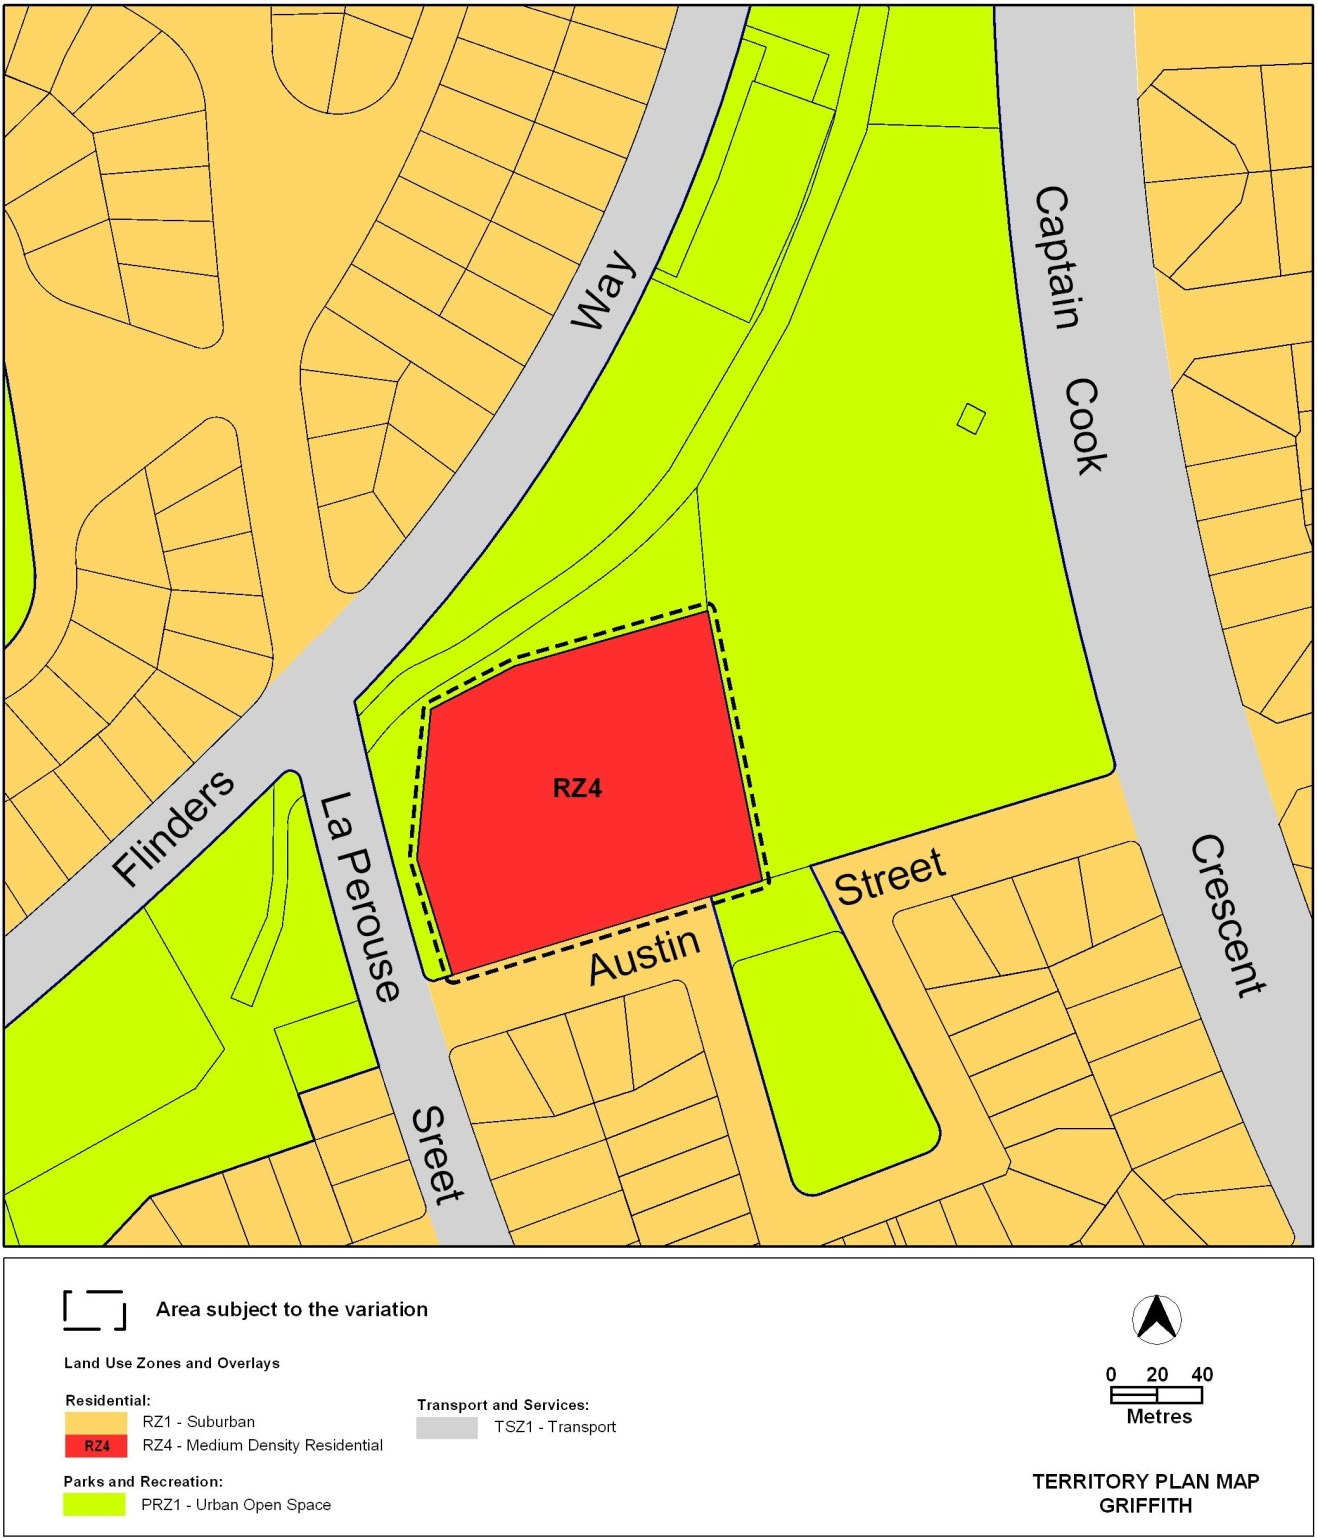 Way
Captain
Cook
Crescent
Flinders
La Perouse
Sreet
RZ4
Austin
Street
Area subject to the variation
Land Use Zones and Overlays
Residential:
RZ1 - Suburban
RZ4 RZ4 - Medium Density Residential
Parks and Recreation:
PRZ1 - Urban Open Space
Transport and Services:
TSZ1 - Transport
0 20 40
Metres
TERRITORY PLAN MAP
GRIFFITH